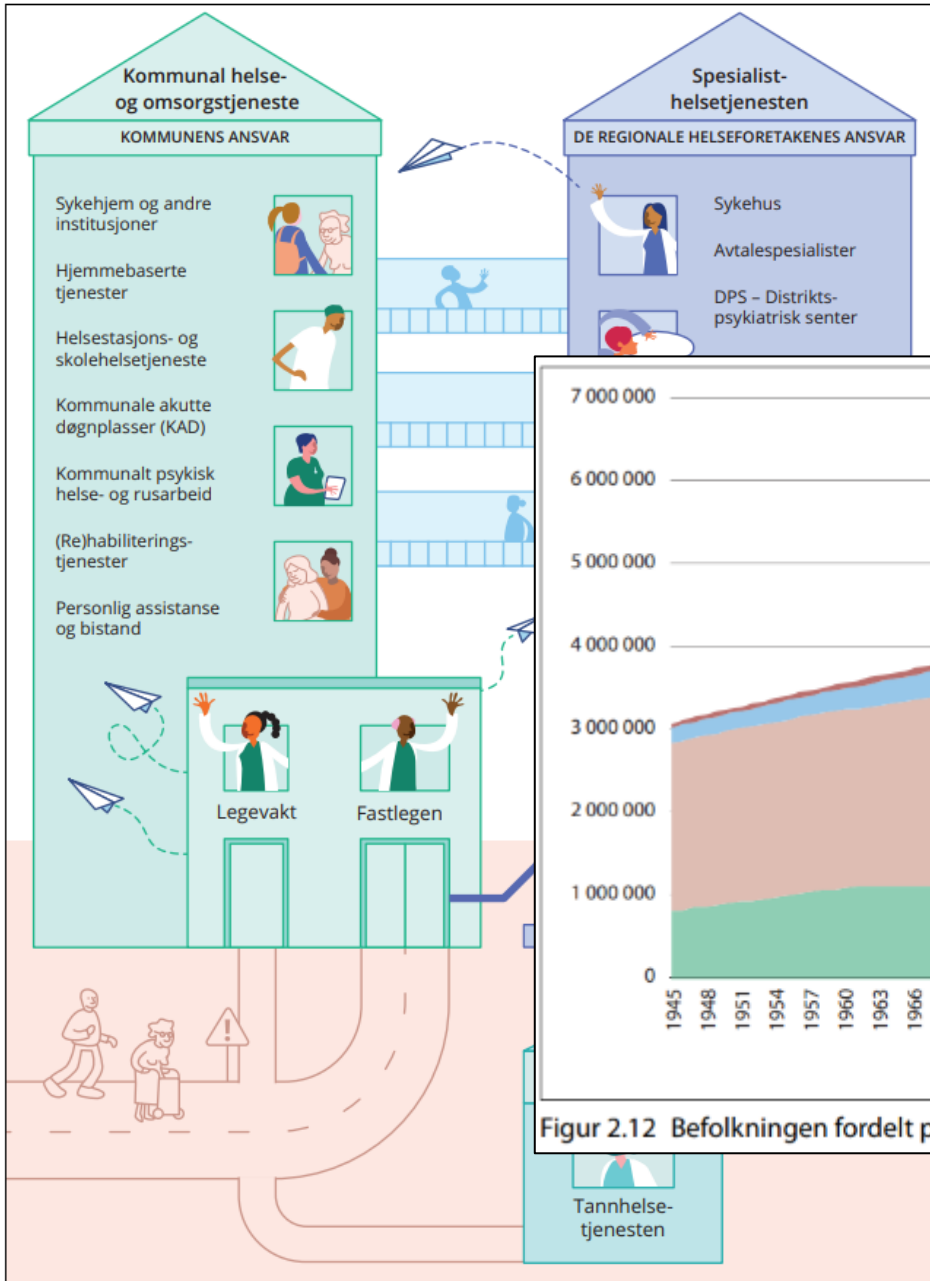 Kommunal helse-
og omsorgstjeneste
KOMMUNENS ANSVAR
Sykehjem og andre
institusjoner
Hjemmebaserte
tjenester
Helsestasjons- og
skolehelsetjeneste
Kommunale akutte
døgnplasser (KAD)
Kommunalt psykisk
helse- og rusarbeid
(Re)habiliterings-
tjenester
Personlig assistanse
og bistand
Legevakt
Fastlegen
Spesialist-
helsetjenesten
DE REGIONALE HELSEFORETAKENES ANSVAR
Sykehus
Avtalespesialister
DPS – Distrikts-
psykiatrisk senter
7 000 000
6 000 000
5 000 000
4 000 000
3 000 000
2 000 000
1 000 000
0
1945
1948
1951
1954
1957
1960
1963
1966
Figur 2.12 Befolkningen fordelt p
Tannhelse-
tjenesten